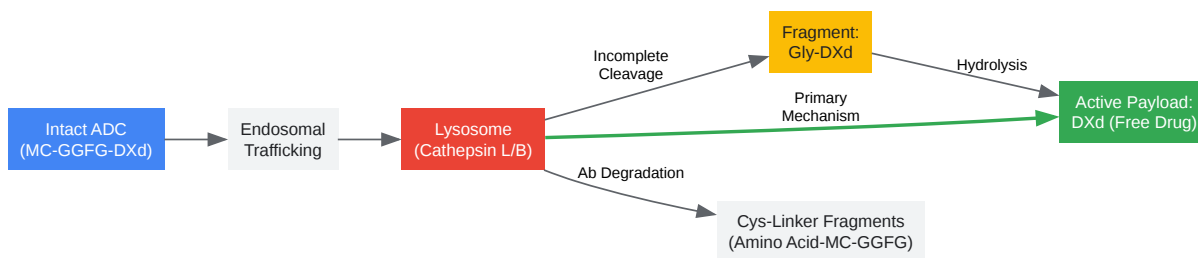 Intact ADC
(MC-GGFG-DXd)
Endosomal
Trafficking
Lysosome
(Cathepsin L/B)
Incomplete
Cleavage
Fragment:
Gly-DXd
Hydrolysis
Primary
Mechanism
Active Payload:
DXd (Free Drug)
Ab Degradation
Cys-Linker Fragments
(Amino Acid-MC-GGFG)